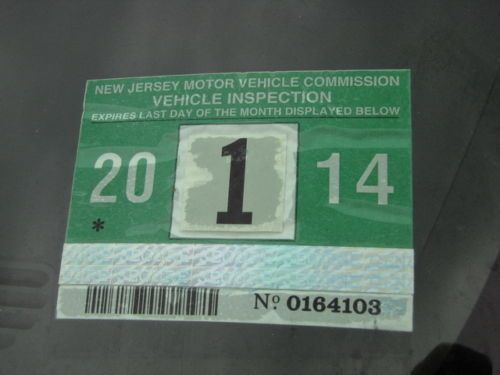 NEW JERSEY MOTOR VEHICLE COMMISSION
VEHICLE INSPECTION
EXPIRES LAST DAY OF THE MONTH DISPLAYED BELOW
20 1 14
*
Nº 0164103